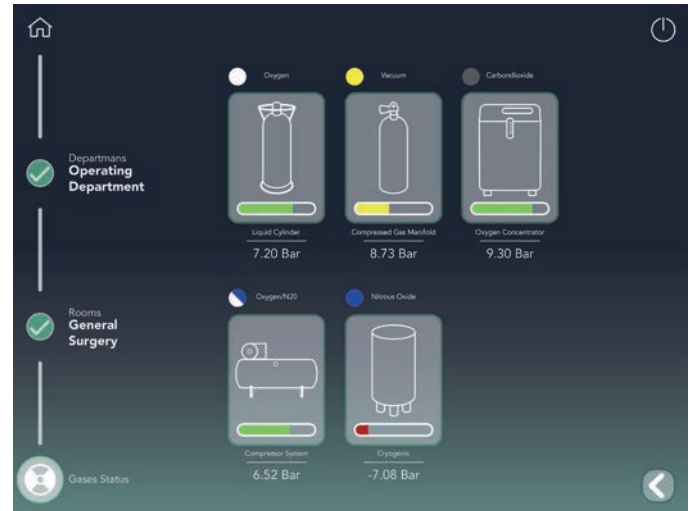 Departmans
Operating
Department
Rooms
General
Surgery
Gases Status
Oxygen
Vacuum
Carbondioxide
Liquid Cylinder
Compressed Gas Manifold
Oxygen Concentrator
7.20 Bar
8.73 Bar
9.30 Bar
Oxygen/N20
Nitrous Oxide
Compressor System
Cryogenic
6.52 Bar
-7.08 Bar